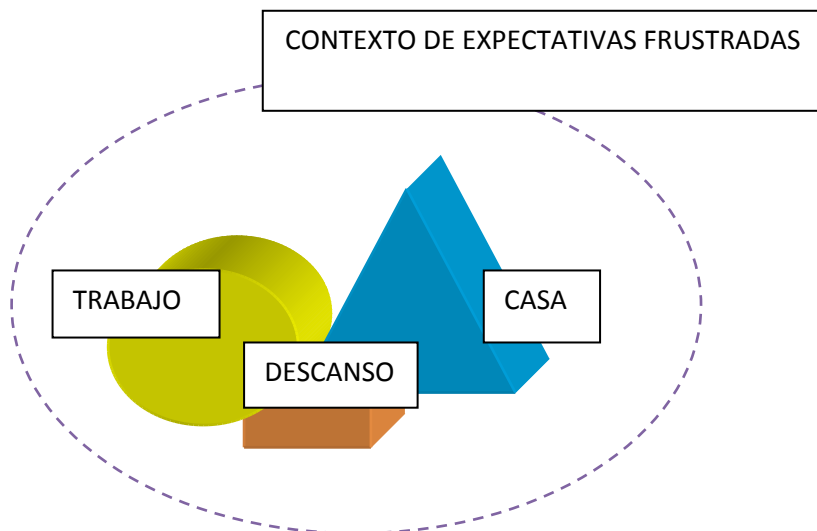 CONTEXTO DE EXPECTATIVAS FRUSTRADAS
TRABAJO
CASA
DESCANSO